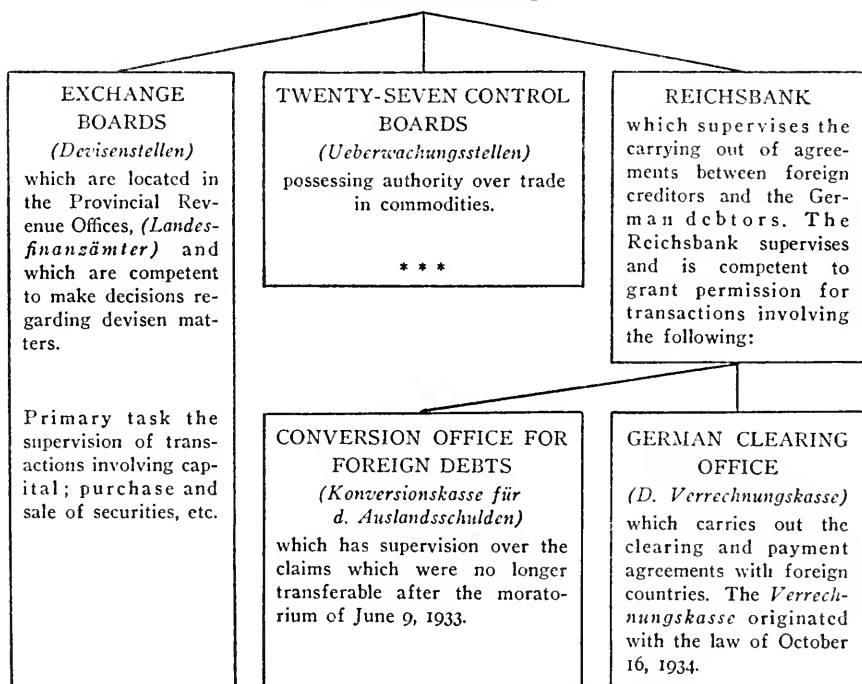 EXCHANGE
BOARDS
(Devisenstellen)
which are located in
the Provincial Rev-
enue Offices, (Landes-
finanzämter) and
which are competent
to make decisions re-
garding devisen mat-
ters.
Primary task the
supervision of trans-
actions involving cap-
ital; purchase and
sale of securities, etc.
TWENTY-SEVEN CONTROL
BOARDS
(Ueberwachungsstellen)
possessing authority over trade
in commodities.
* * *
REICHSBANK
which supervises the
carrying out of agree-
ments between foreign
creditors and the Ger-
man debtors. The
Reichsbank supervises
and is competent to
grant permission for
transactions involving
the following:
CONVERSION OFFICE FOR
FOREIGN DEBTS
(Konversionskasse für
d. Auslandsschulden)
which has supervision over the
claims which were no longer
transferable after the morato-
rium of June 9, 1933.
GERMAN CLEARING
OFFICE
(D. Verrechnungskasse)
which carries out the
clearing and payment
agreements with foreign
countries. The Verrech-
nungskasse originated
with the law of October
16, 1934.